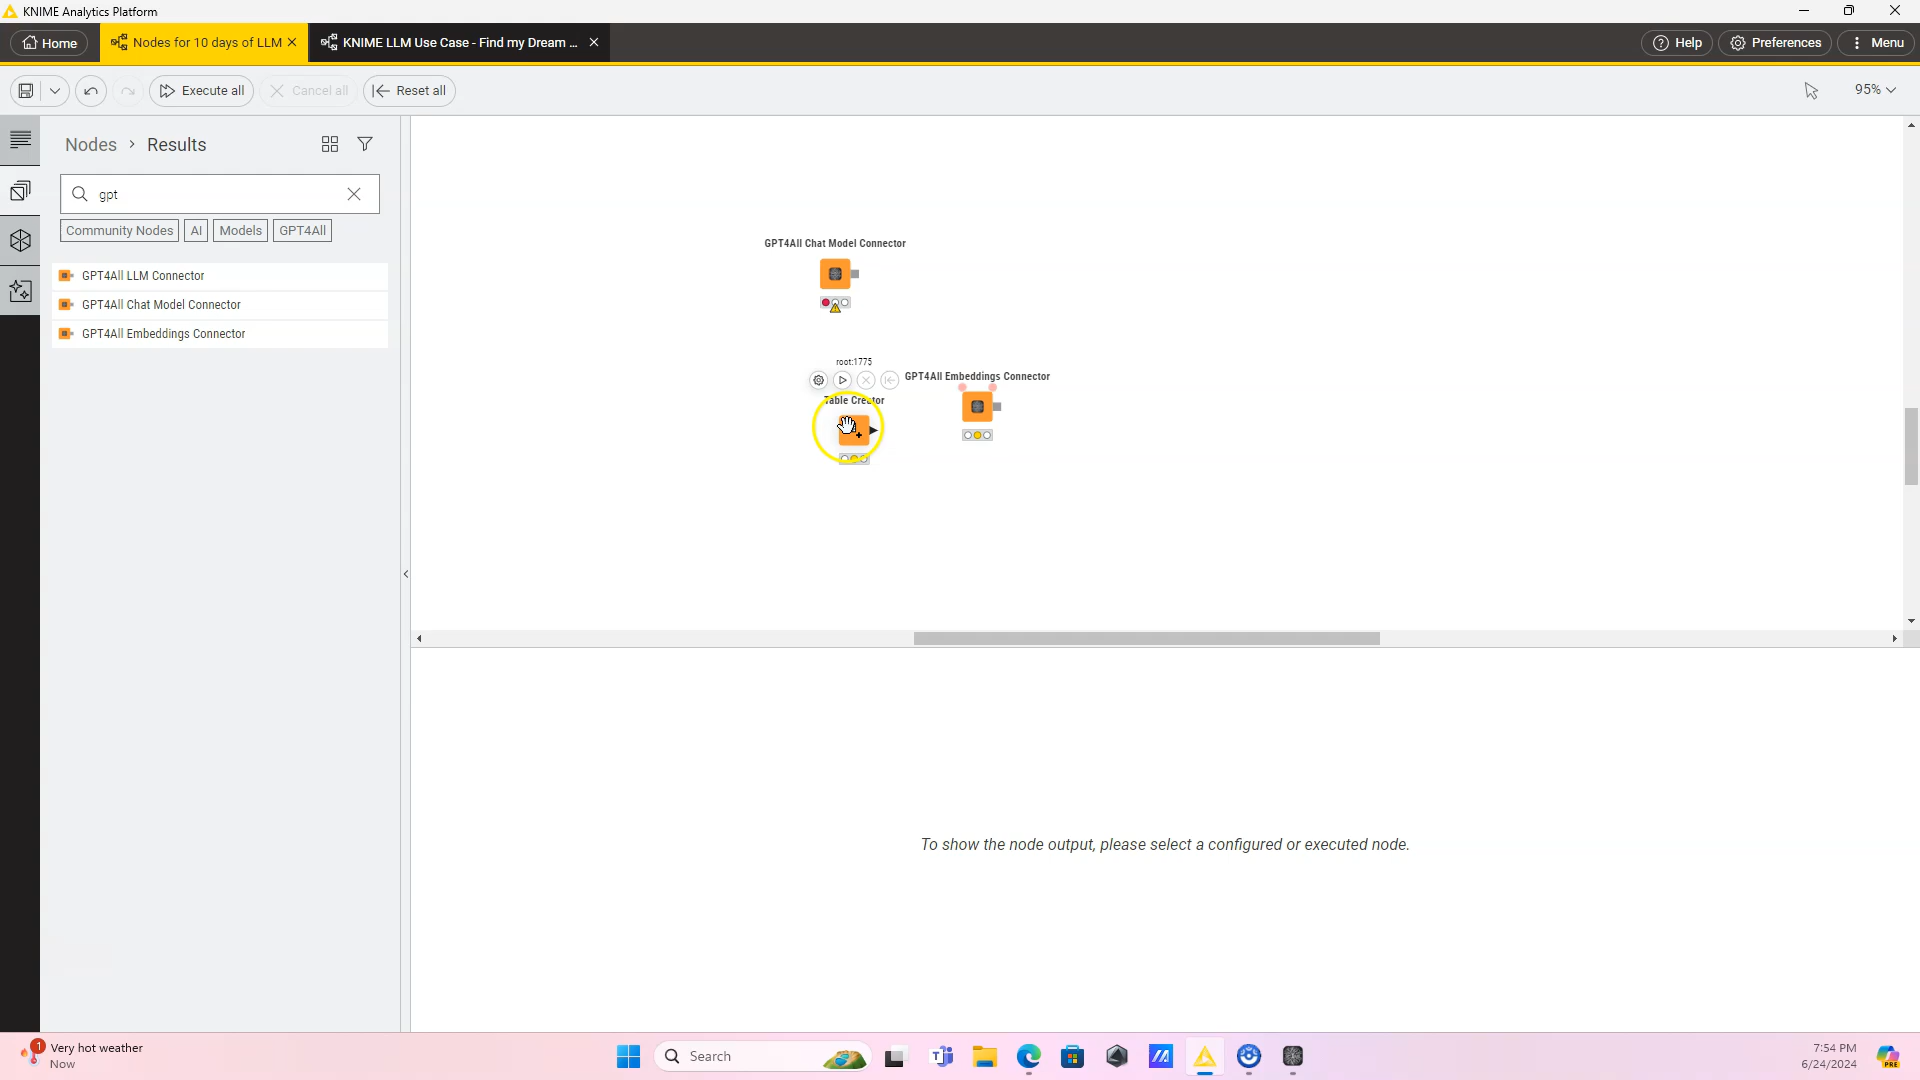 KNIME Analytics Platform
Home
Nodes for 10 days of LLM
KNIME LLM Use Case - Find my Dream ...
Help
Preferences
Menu
Execute all
Cancel all
Reset all
95%
Nodes > Results
gpt
Community Nodes
AI
Models
GPT4All
GPT4All LLM Connector
GPT4All Chat Model Connector
GPT4All Embeddings Connector
GPT4All Chat Model Connector
root:1775
GPT4All Embeddings Connector
Table Creator
To show the node output, please select a configured or executed node.
1
Very hot weather
Now
Search
7:54 PM
6/24/2024
PRE